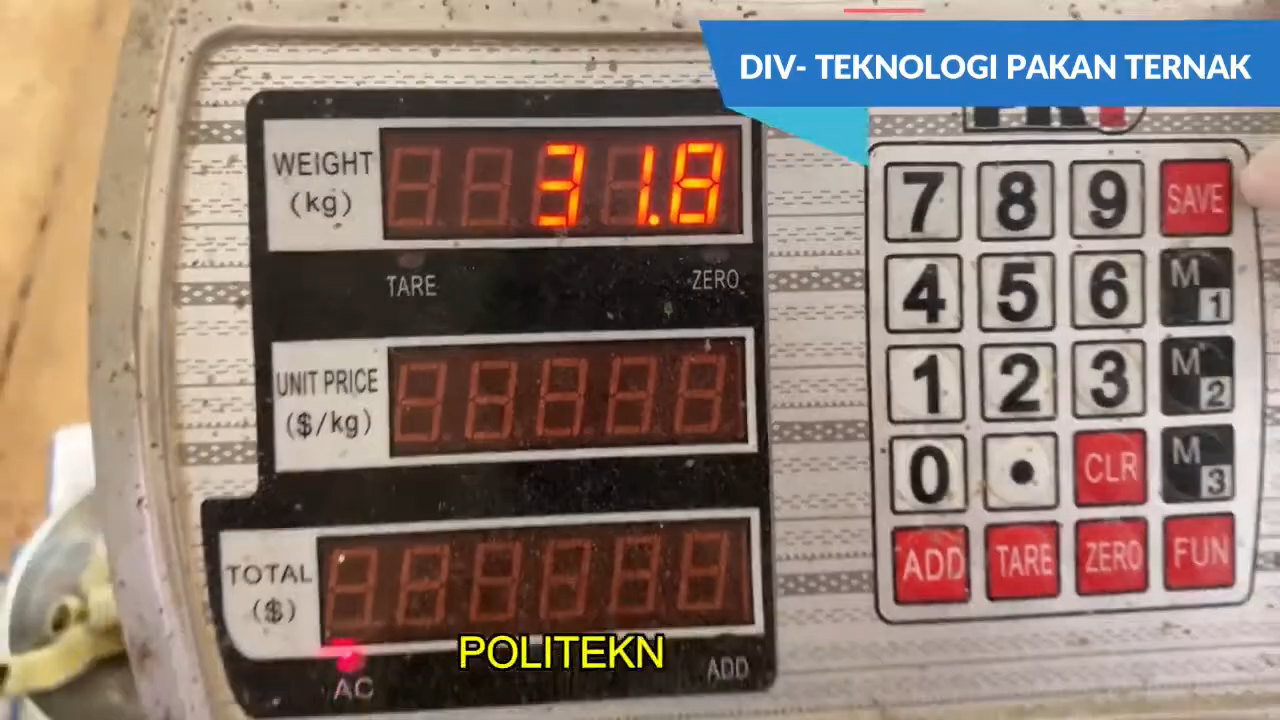 DIV- TEKNOLOGI PAKAN TERNAK
WEIGHT
(kg)
31.8
TARE ZERO
UNIT PRICE
($/kg)
TOTAL
($)
AC ADD
7 8 9 SAVE
4 5 6 M1
1 2 3 M2
0 . CLR M3
ADD TARE ZERO FUN
POLITEKN